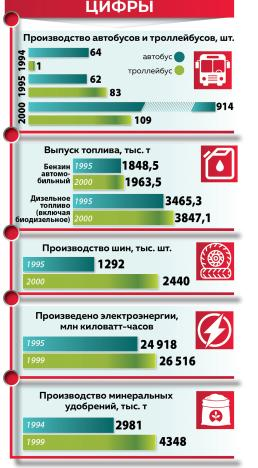 ЦИФРЫ
Производство автобусов и троллейбусов, шт.
1994
64
1
автобус
троллейбус
1995
62
83
2000
914
109
Выпуск топлива, тыс. т
Бензин автомо-
бильный
1995
1848,5
2000
1963,5
Дизельное
топливо
(включая
биодизельное)
1995
3465,3
2000
3847,1
Производство шин, тыс. шт.
1995
1292
2000
2440
Произведено электроэнергии,
млн киловатт-часов
1995
24 918
1999
26 516
Производство минеральных
удобрений, тыс. т
1994
2981
1999
4348